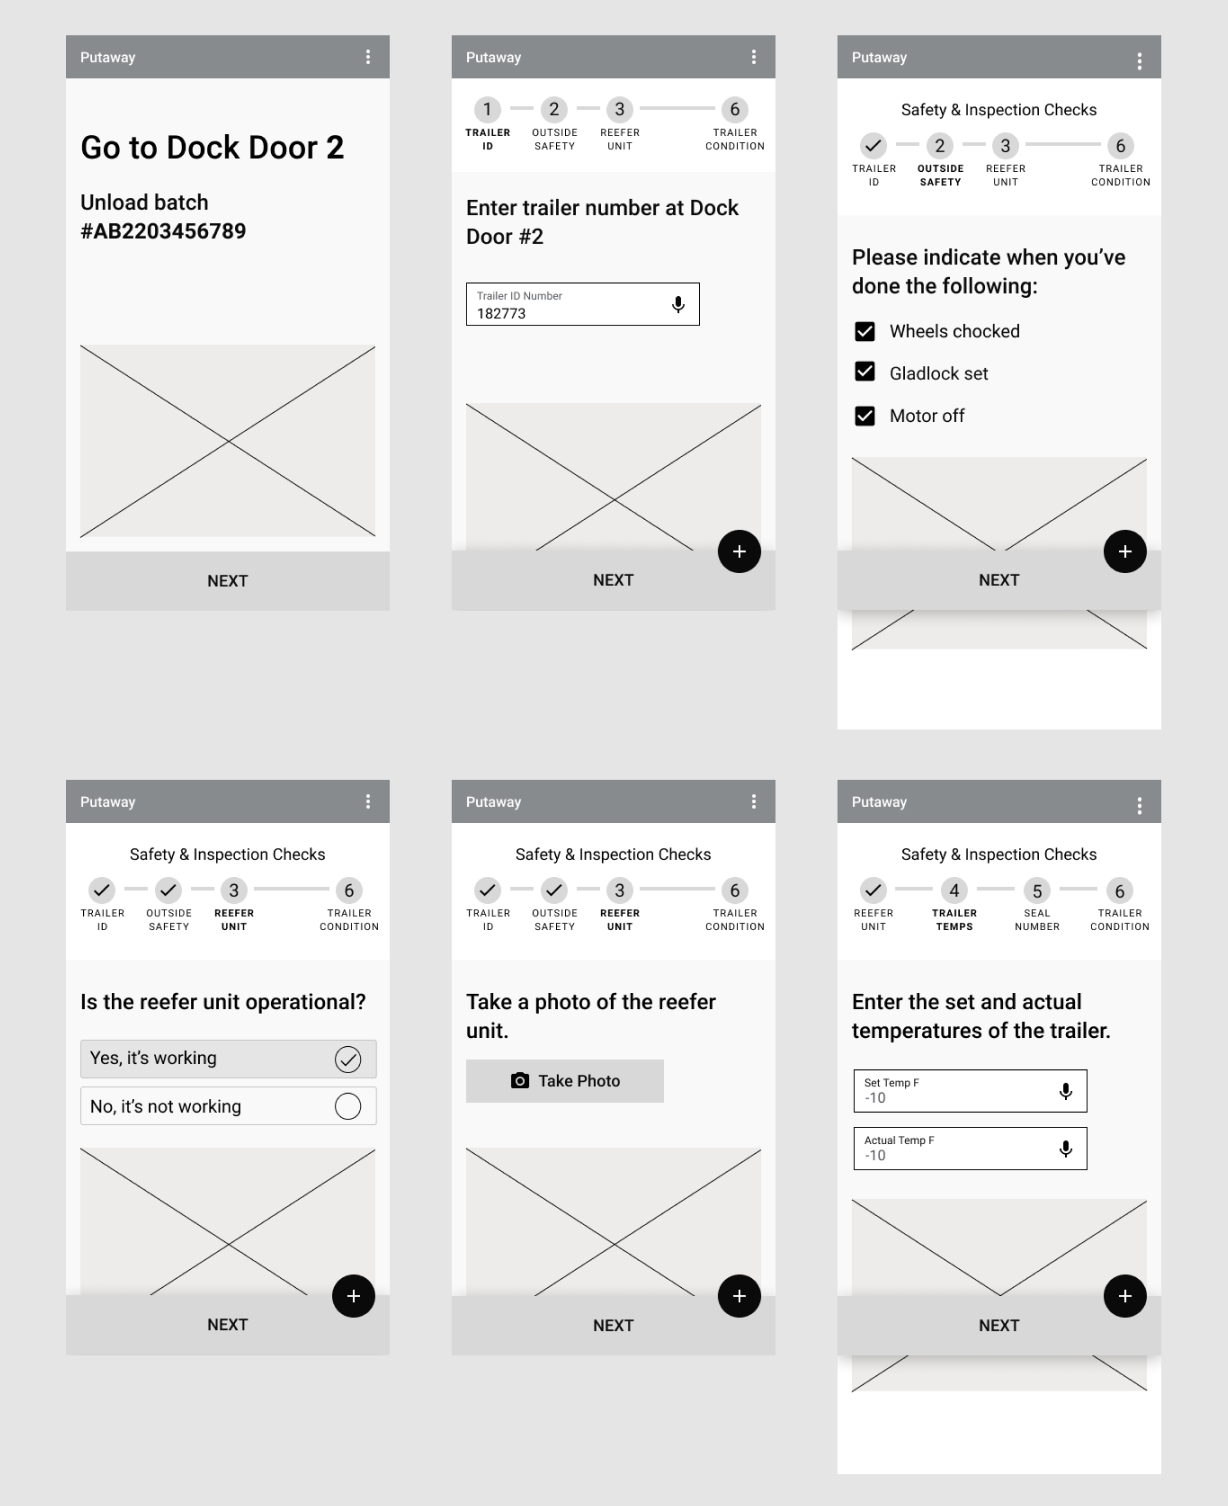 Putaway
Go to Dock Door 2
Unload batch
#AB2203456789
NEXT
Putaway
1 2 3 6
TRAILER ID OUTSIDE SAFETY REEFER UNIT TRAILER CONDITION
Enter trailer number at Dock
Door #2
Trailer ID Number
182773
+
NEXT
Putaway
Safety & Inspection Checks
2 3 6
TRAILER ID OUTSIDE SAFETY REEFER UNIT TRAILER CONDITION
Please indicate when you’ve
done the following:
Wheels chocked
Gladlock set
Motor off
+
NEXT
Putaway
Safety & Inspection Checks
3 6
TRAILER ID OUTSIDE SAFETY REEFER UNIT TRAILER CONDITION
Is the reefer unit operational?
Yes, it’s working
No, it’s not working
+
NEXT
Putaway
Safety & Inspection Checks
3 6
TRAILER ID OUTSIDE SAFETY REEFER UNIT TRAILER CONDITION
Take a photo of the reefer
unit.
Take Photo
+
NEXT
Putaway
Safety & Inspection Checks
4 5 6
REEFER UNIT TRAILER TEMPS SEAL NUMBER TRAILER CONDITION
Enter the set and actual
temperatures of the trailer.
Set Temp F
-10
Actual Temp F
-10
+
NEXT